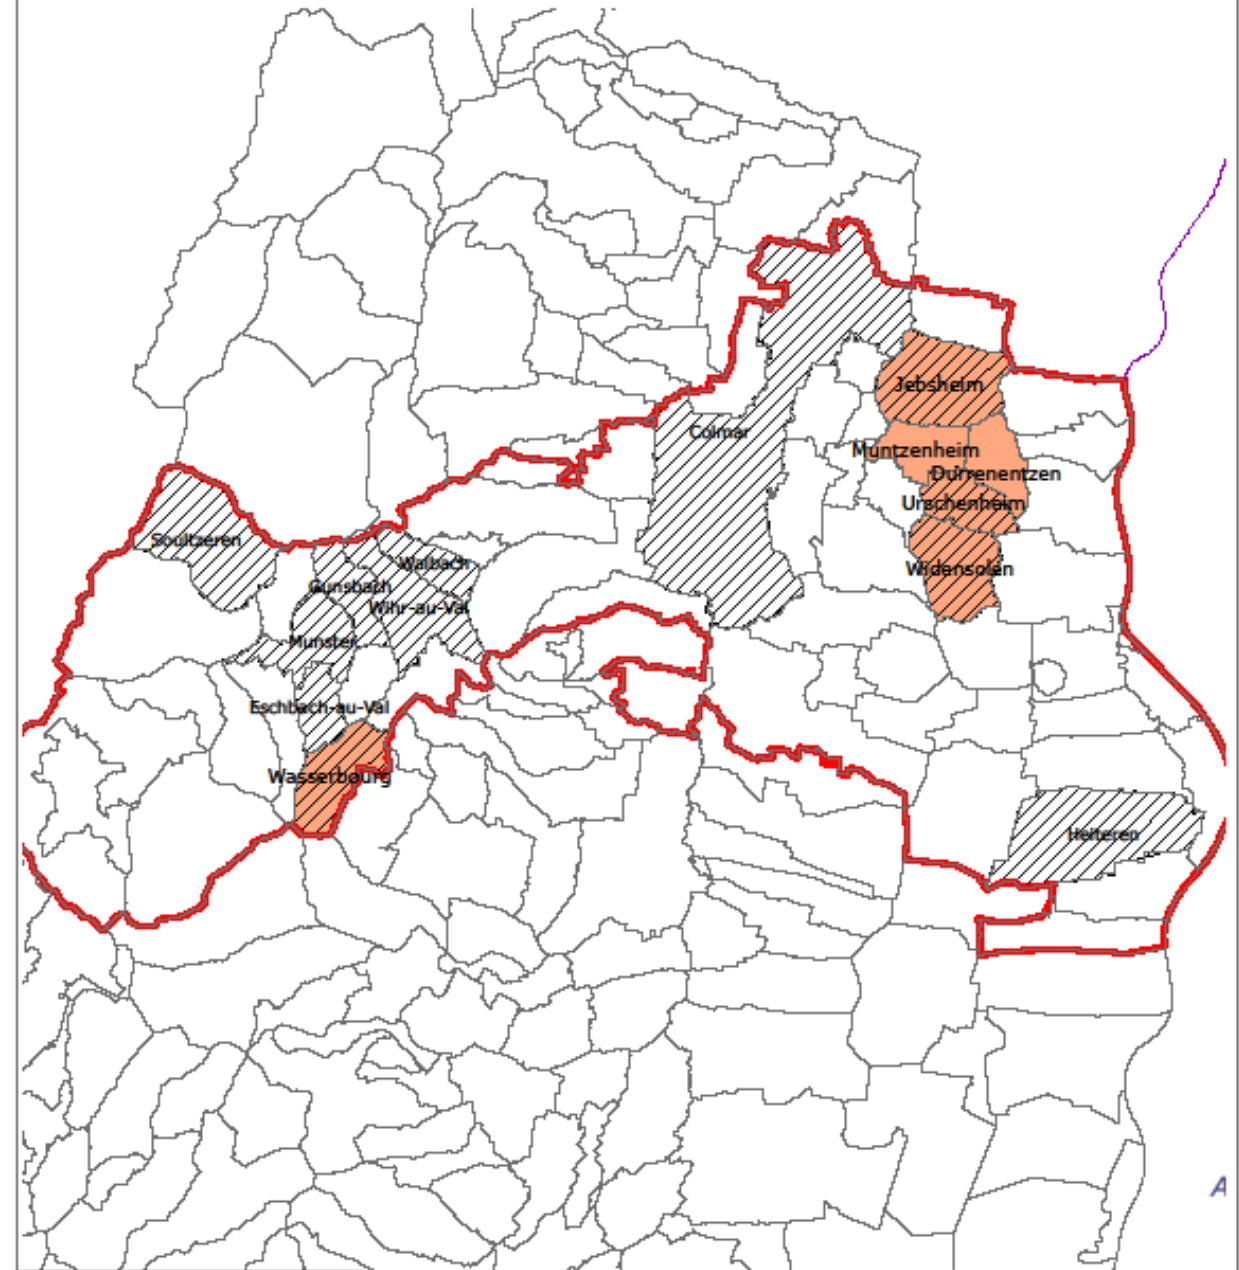 Jebsheim
Colmar
Muntzenheim
Durrenentzen
Urschenheim
Soultzeren
Walbach
Widensolen
Gunsbach
Wihr-au-Val
Munster
Eschbach-au-Val
Wasserbourg
Heiteren
A